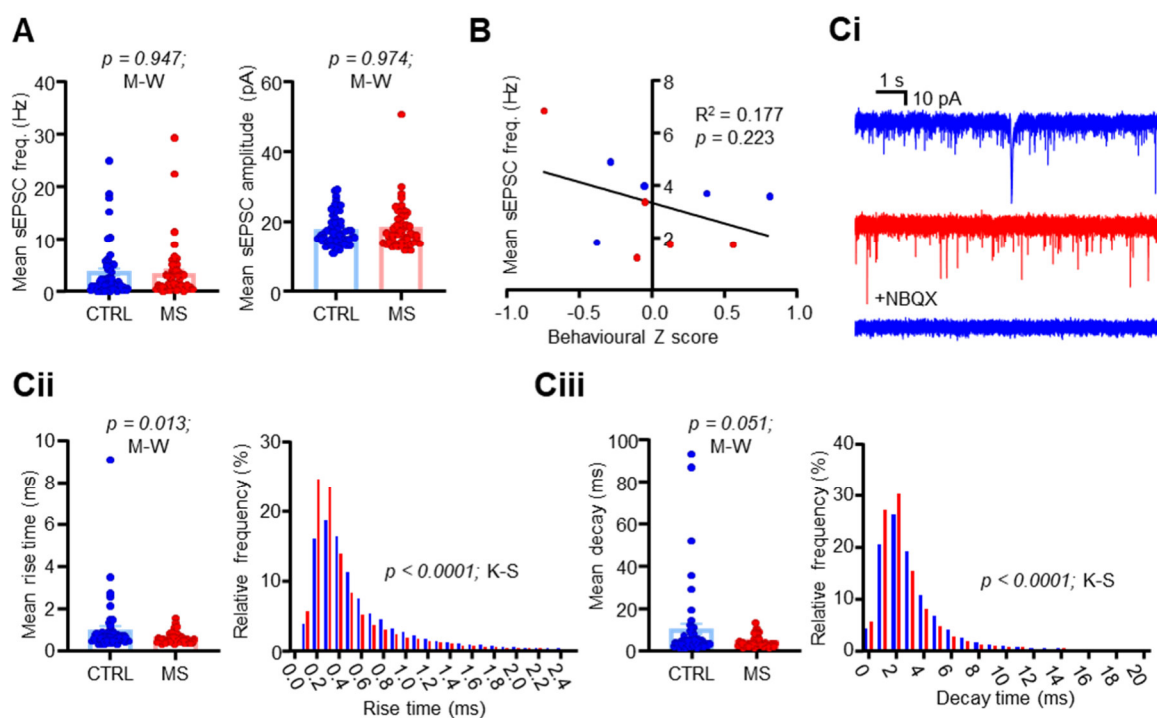 A
p = 0.947;
M-W
Mean sEPSC freq. (Hz)
40
30
20
10
0
CTRL
MS
p = 0.974;
M-W
Mean sEPSC amplitude (pA)
60
40
20
0
CTRL
MS
B
Mean sEPSC freq. (Hz)
8
6
4
2
R² = 0.177
p = 0.223
-1.0
-0.5
0.0
0.5
1.0
Behavioural Z score
Ci
1 s
10 pA
+NBQX
Cii
p = 0.013;
M-W
Mean rise time (ms)
10
8
6
4
2
0
CTRL
MS
Relative frequency (%)
30
20
10
0
p < 0.0001; K-S
0.0
0.2
0.4
0.6
0.8
1.0
1.2
1.4
1.6
1.8
2.0
2.2
2.4
Rise time (ms)
Ciii
p = 0.051;
M-W
Mean decay (ms)
100
80
60
40
20
0
CTRL
MS
Relative frequency (%)
40
30
20
10
0
p < 0.0001; K-S
0
2
4
6
8
10
12
14
16
18
20
Decay time (ms)